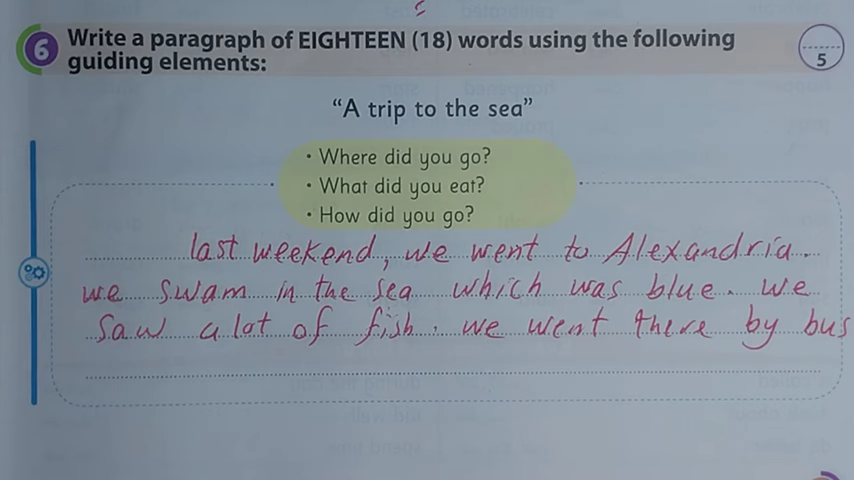 6 Write a paragraph of EIGHTEEN (18) words using the following
guiding elements:
5
“A trip to the sea”
• Where did you go?
• What did you eat?
• How did you go?
last weekend, we went to Alexandria.
we swam in the sea which was blue. we
saw a lot of fish. we went there by bus